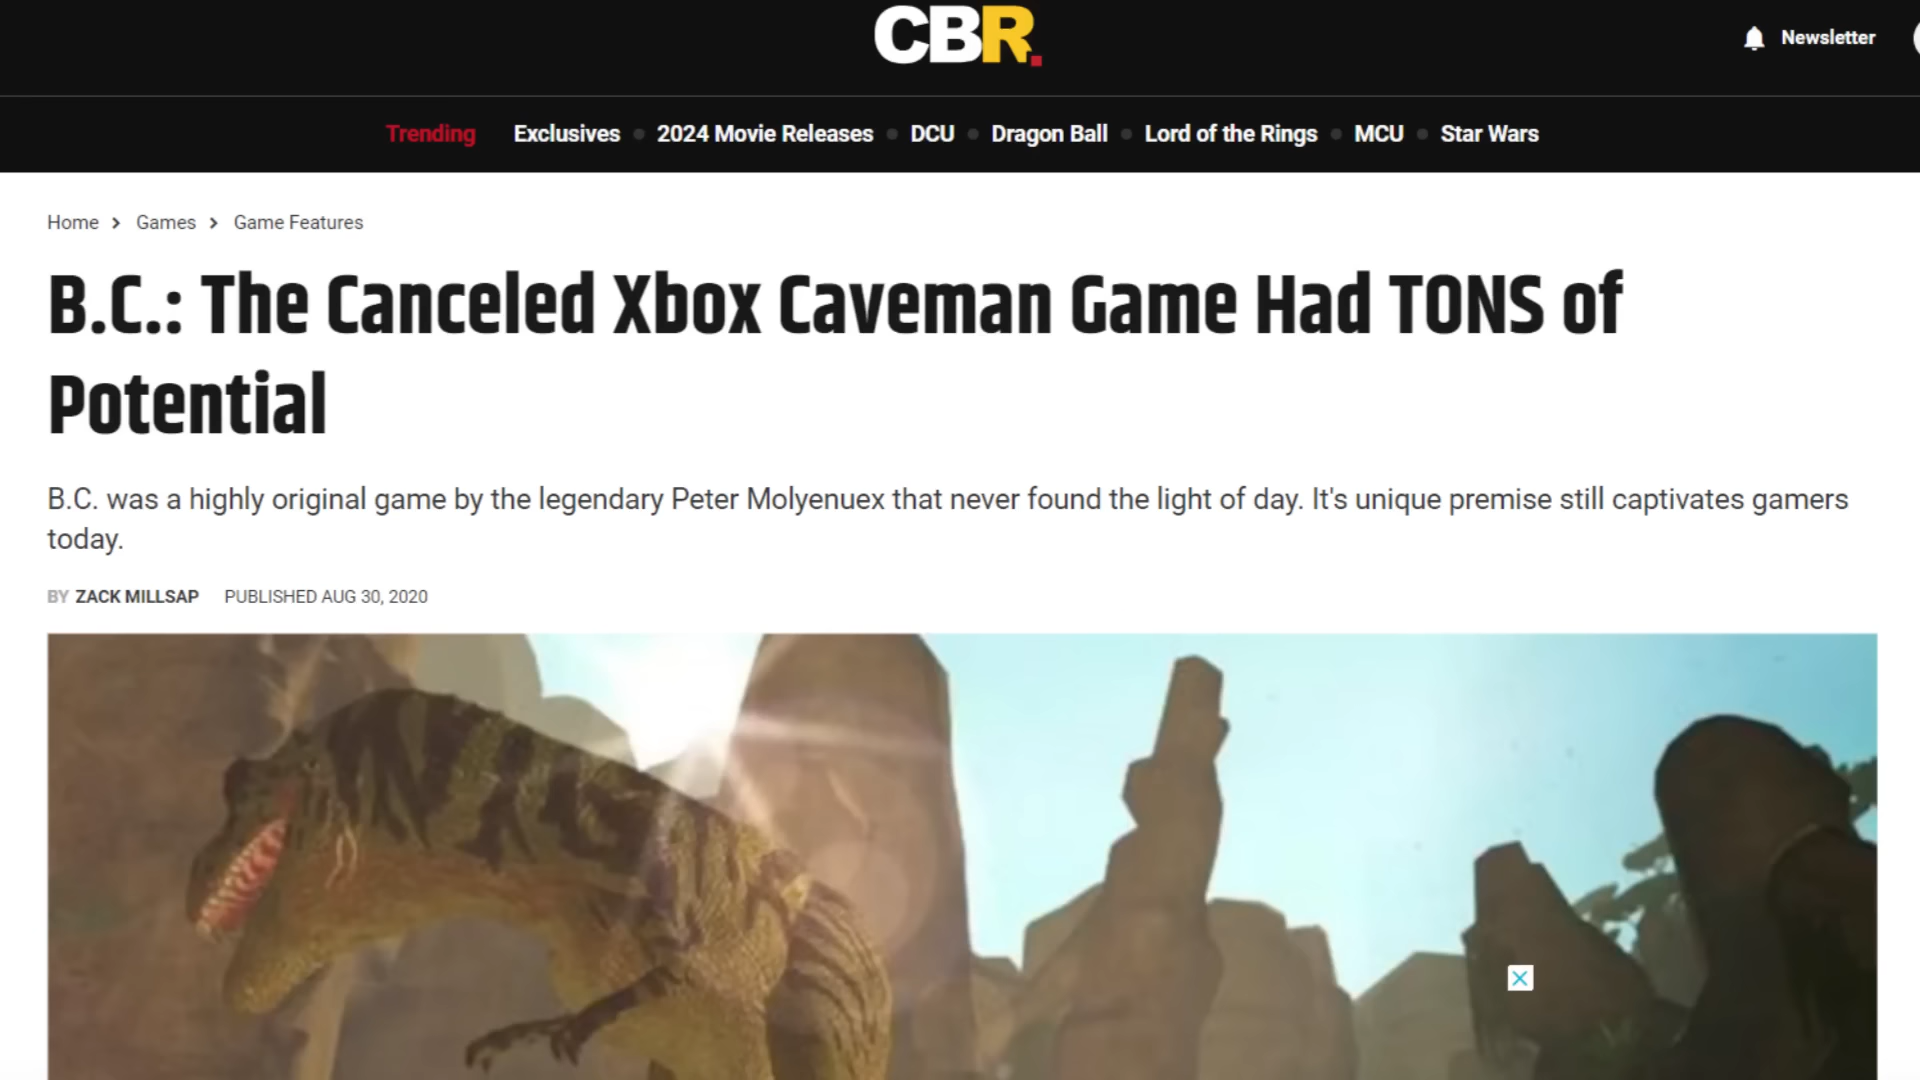 CBR.
Newsletter
Trending Exclusives 2024 Movie Releases DCU Dragon Ball Lord of the Rings MCU Star Wars
Home > Games > Game Features
B.C.: The Canceled Xbox Caveman Game Had TONS of
Potential
B.C. was a highly original game by the legendary Peter Molyenuex that never found the light of day. It's unique premise still captivates gamers
today.
BY ZACK MILLSAP PUBLISHED AUG 30, 2020